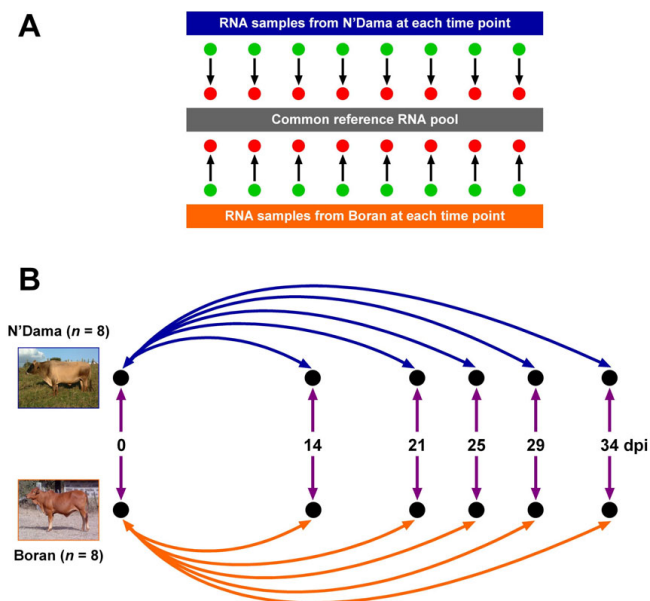 A
RNA samples from N'Dama at each time point
Common reference RNA pool
RNA samples from Boran at each time point
B
N'Dama (n = 8)
0 14 21 25 29 34 dpi
Boran (n = 8)